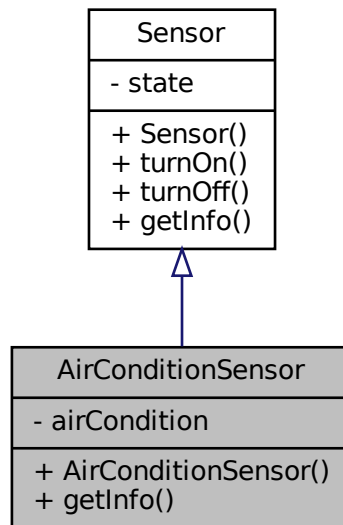 Sensor
- state
+ Sensor()
+ turnOn()
+ turnOff()
+ getInfo()
AirConditionSensor
- airCondition
+ AirConditionSensor()
+ getInfo()